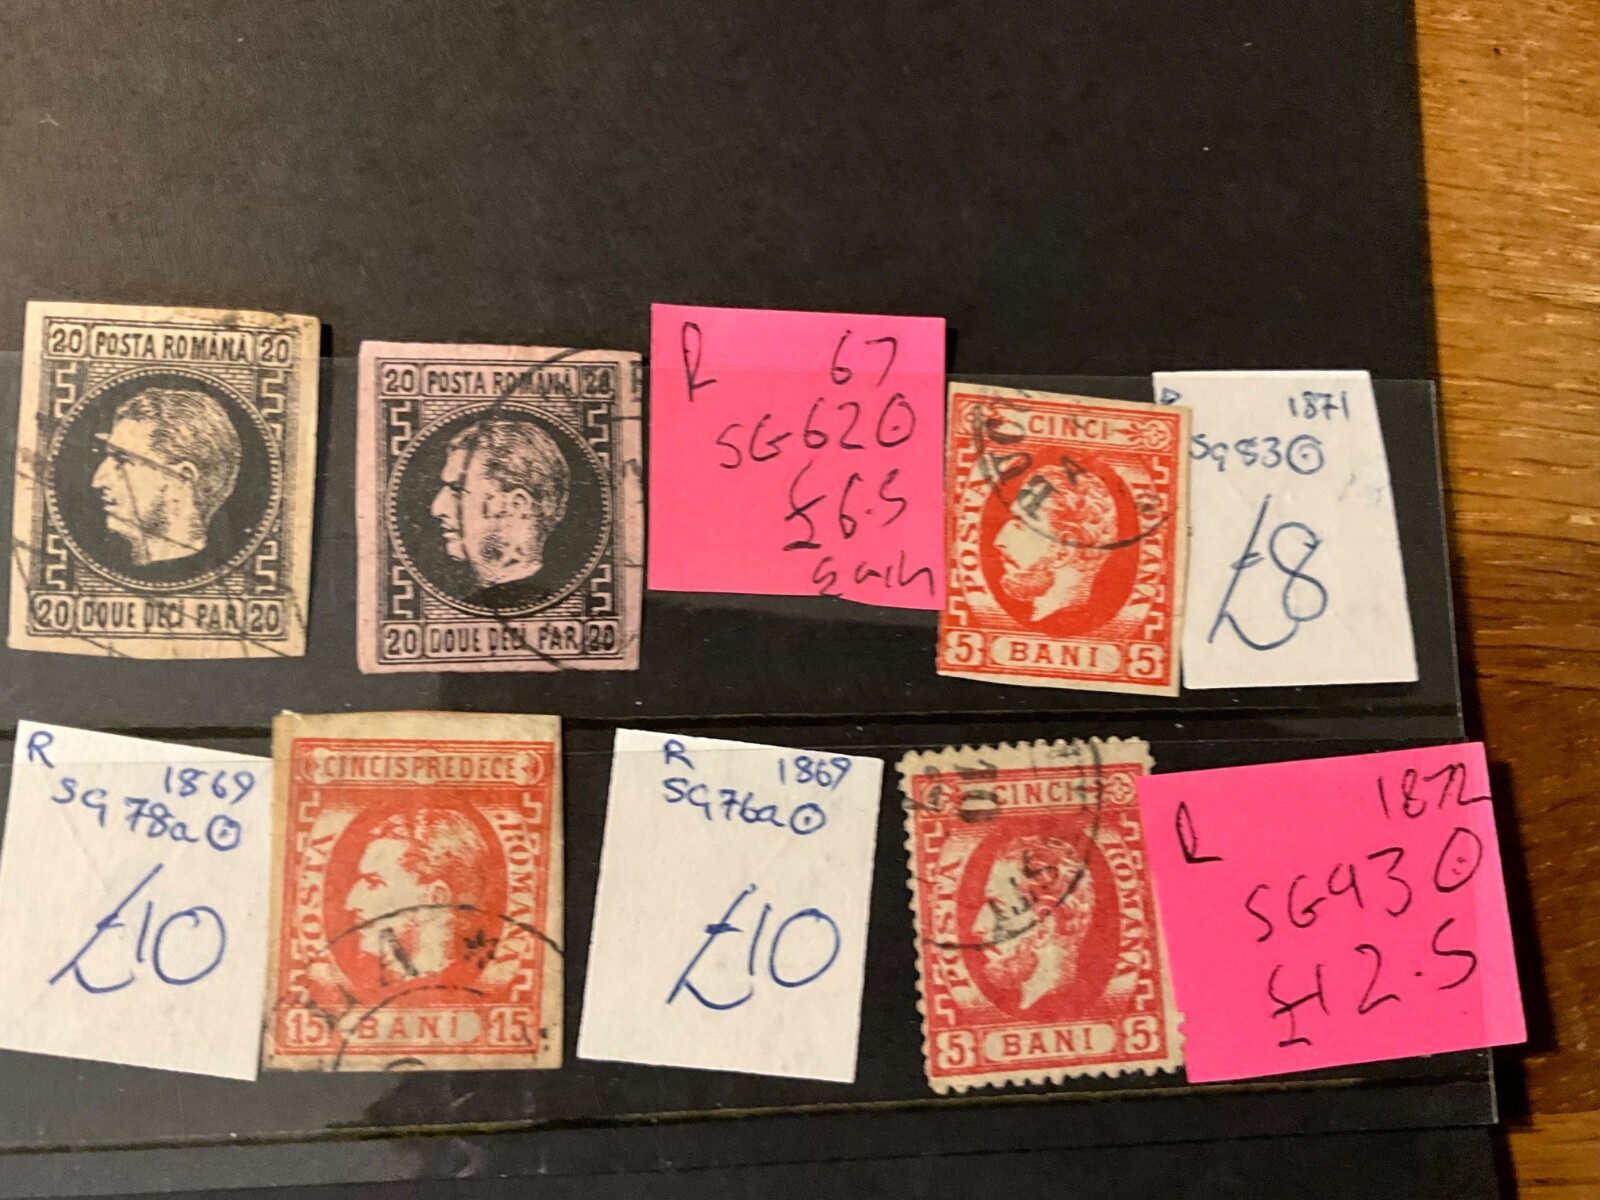 20 POSTA ROMÂNĂ 20
20 DOUE DECI PAR 20
20 POSTA ROMÂNĂ 20
20 DOUE DECI PAR 20
R 67
SG62⊙
£6.5
each
CINCI
POSTA ROMANA
5 BANI 5
1871
SG83⊙
£8
R 1869
SG78a⊙
£10
CINCISPREDECE
POSTA ROMANA
15 BANI 15
R 1869
SG76a⊙
£10
CINCI
POSTA ROMANA
5 BANI 5
R 1872
SG93⊙
£12.5